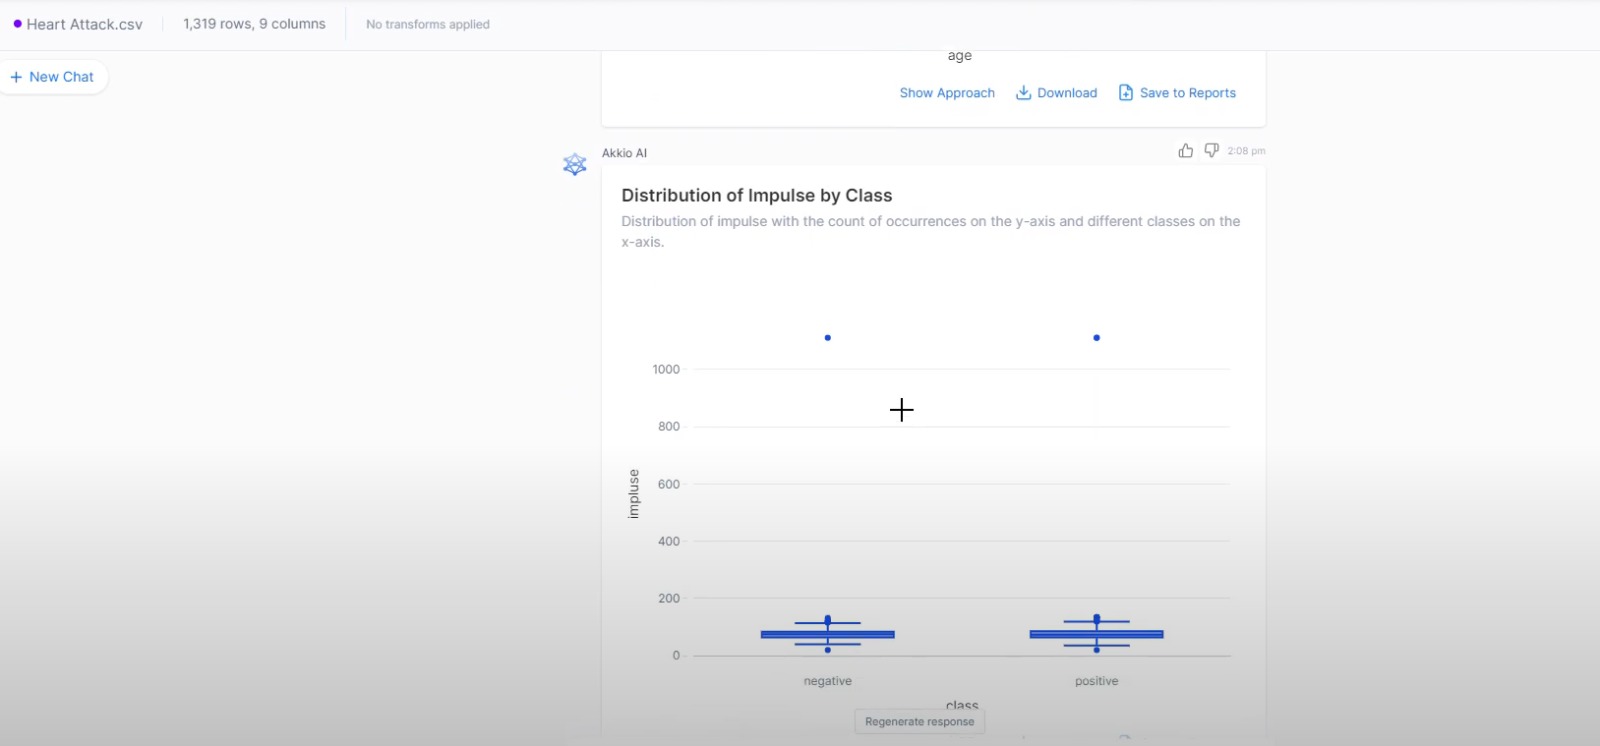 Heart Attack.csv 1,319 rows, 9 columns No transforms applied
+ New Chat
age
Show Approach Download Save to Reports
Akkio AI 2:08 pm
Distribution of Impulse by Class
Distribution of impulse with the count of occurrences on the y-axis and different classes on the
x-axis.
1000
800
600
400
200
0
impluse
negative positive
class
Regenerate response